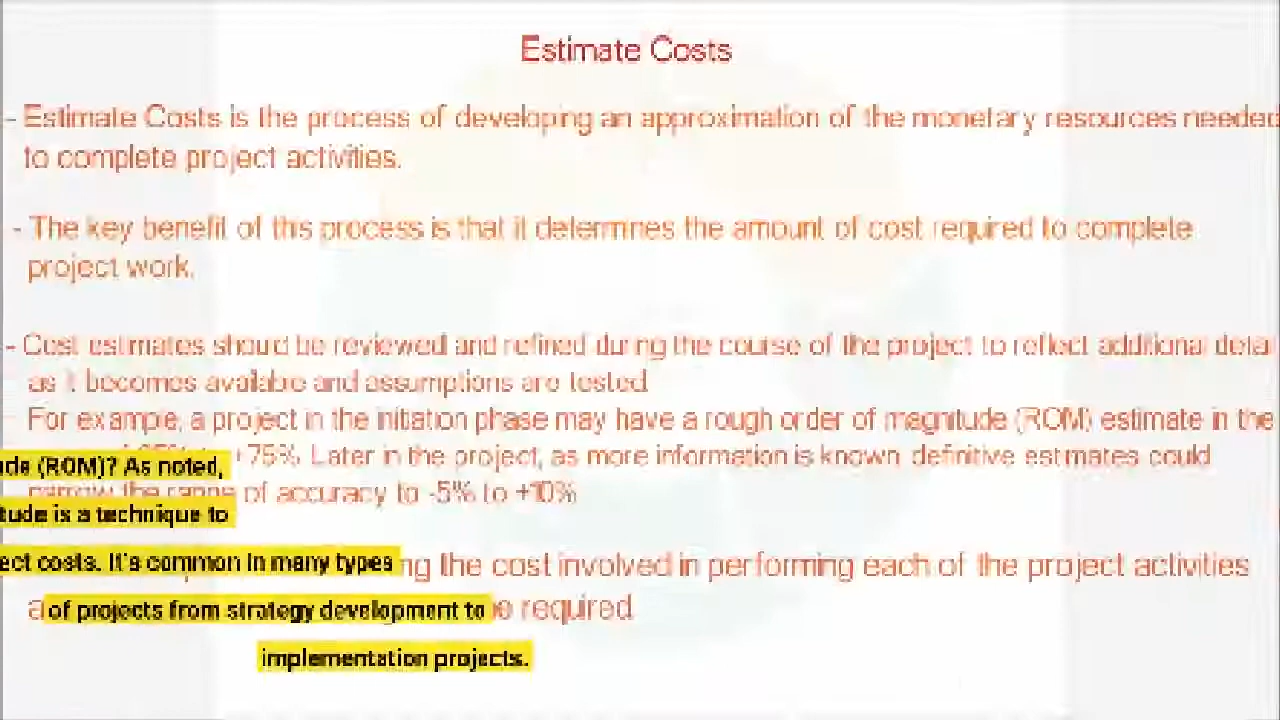 Estimate Costs
- Estimate Costs is the process of developing an approximation of the monetary resources needed
to complete project activities.
- The key benefit of this process is that it determines the amount of cost required to complete
project work.
- Cost estimates should be reviewed and refined during the course of the project to reflect additional detai
as it becomes available and assumptions are tested.
For example, a project in the initiation phase may have a rough order of magnitude (ROM) estimate in the
+75%. Later in the project, as more information is known, definitive estimates could
ude (ROM)? As noted,
narrow the range of accuracy to -5% to +10%
tude is a technique to
ect costs. It's common in many types
ng the cost involved in performing each of the project activities
a
of projects from strategy development to
e required.
implementation projects.